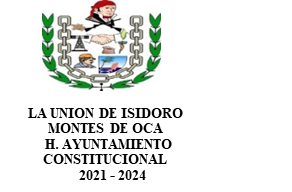 LA UNION DE ISIDORO
MONTES DE OCA
H. AYUNTAMIENTO
CONSTITUCIONAL
2021 - 2024